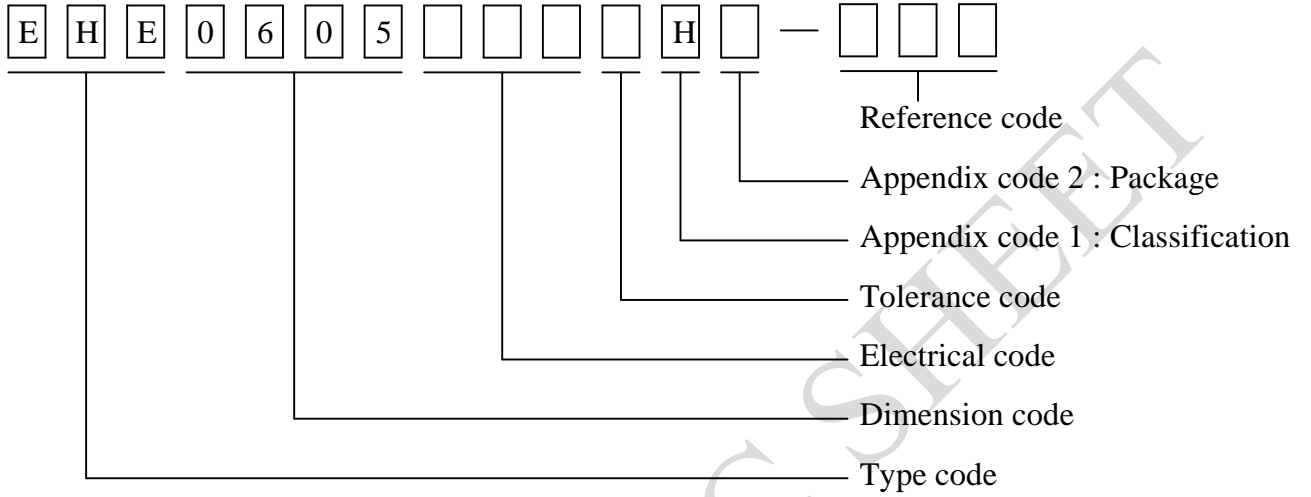 E H E 0 6 0 5 H —
Reference code
Appendix code 2 : Package
Appendix code 1 : Classification
Tolerance code
Electrical code
Dimension code
Type code
C SHEET